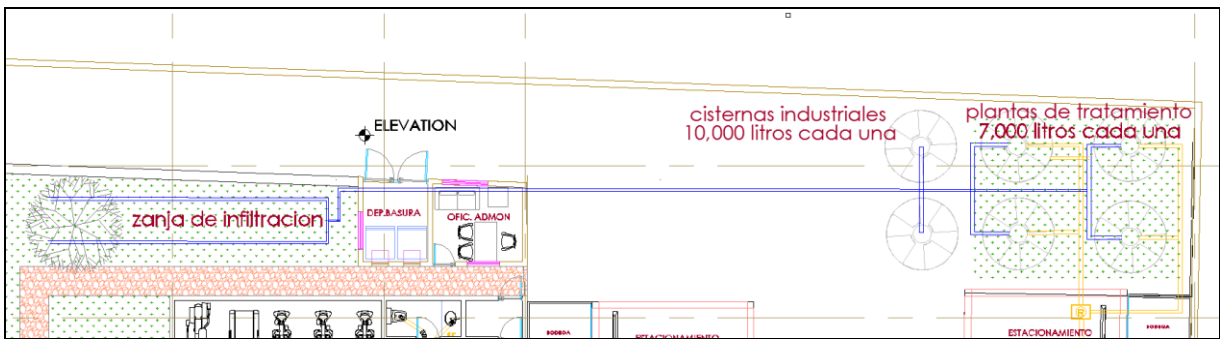 cisternas industriales
10,000 litros cada una
plantas de tratamiento
7,000 litros cada una
ELEVATION
zanja de infiltracion
DEP.BASURA
OFIC. ADMON
BODEGA
ESTACIONAMIENTO
R
ESTACIONAMIENTO
BODEGA